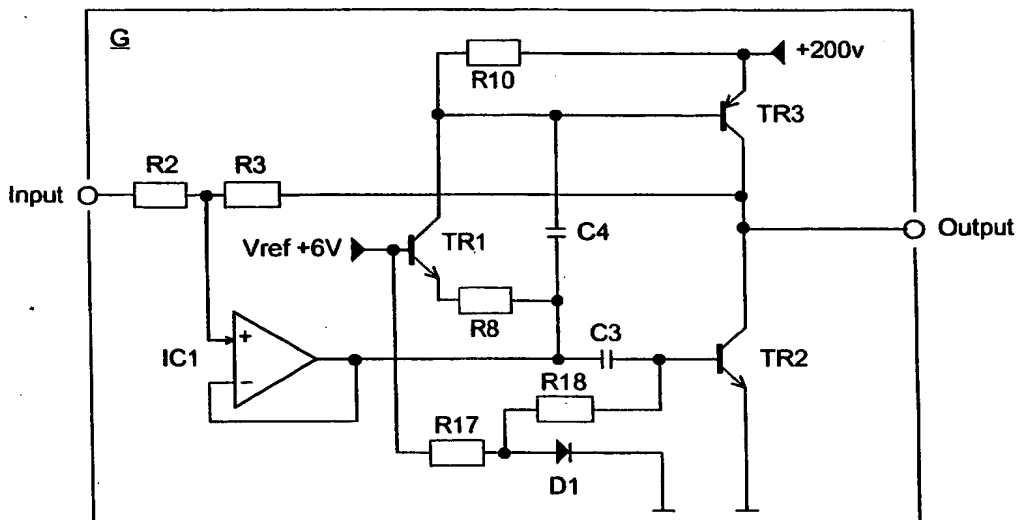 G
+200v
R10
TR3
R2
R3
Input
Vref +6V
TR1
C4
Output
R8
C3
IC1
+
−
TR2
R18
R17
D1